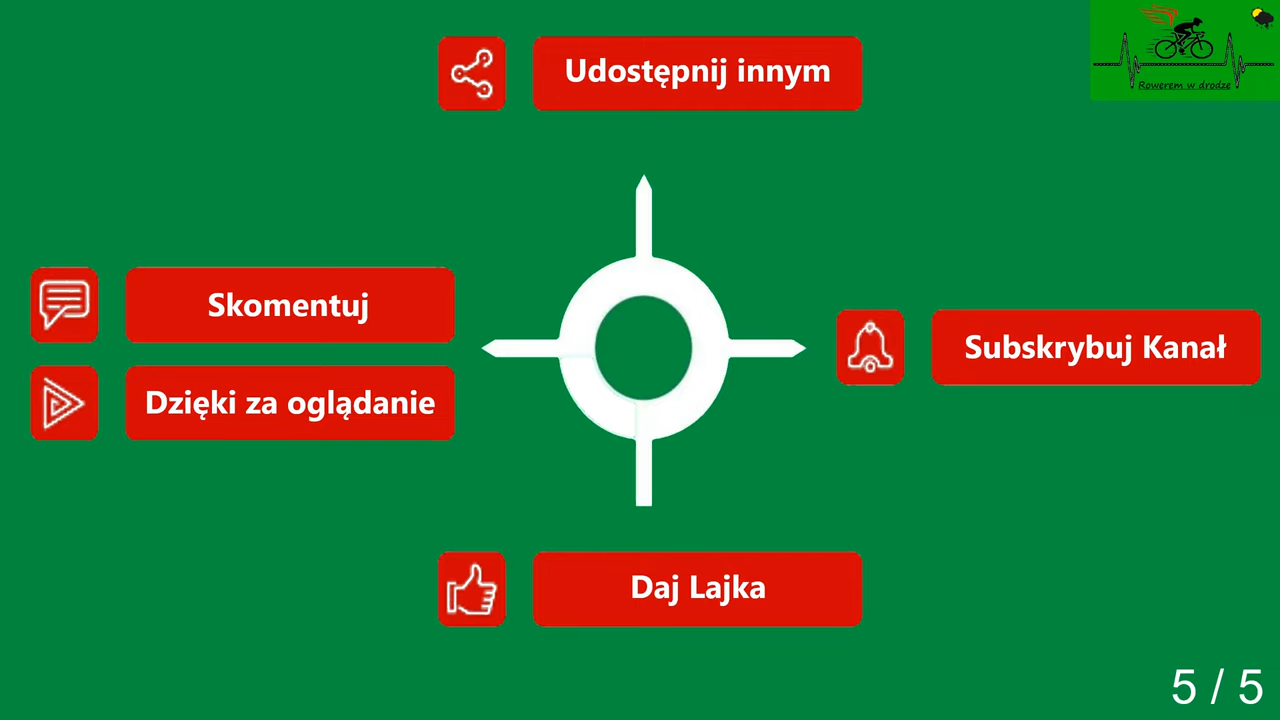 Udostępnij innym
Rowerem w drodze
Skomentuj
Subskrybuj Kanał
Dzięki za oglądanie
Daj Lajka
5 / 5